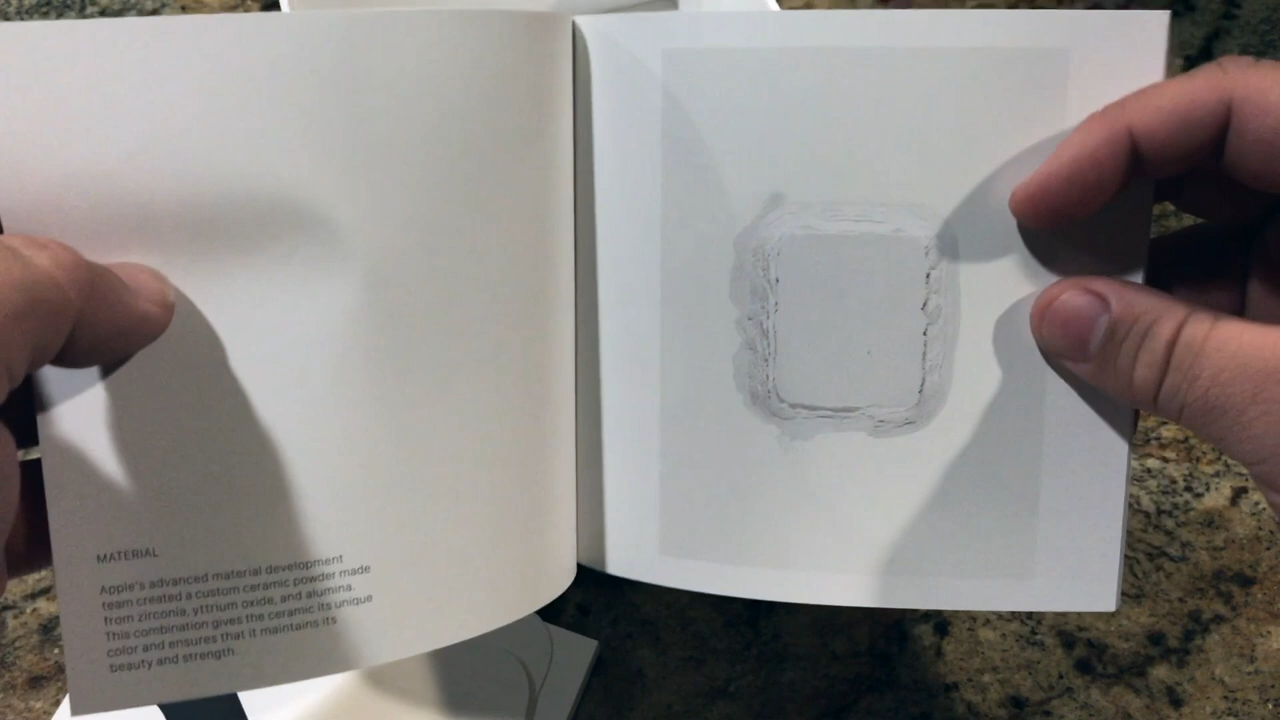 MATERIAL
Apple's advanced material development
team created a custom ceramic powder made
from zirconia, yttrium oxide, and alumina.
This combination gives the ceramic its unique
color and ensures that it maintains its
beauty and strength.